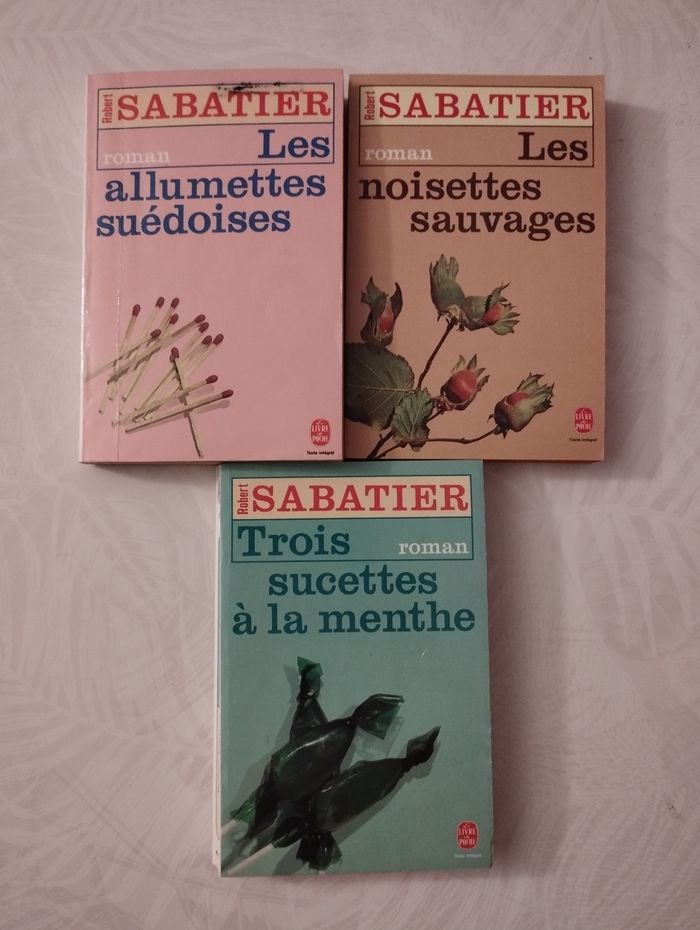 Robert SABATIER
roman Les
allumettes
suédoises
Le
LIVRE
de
POCHE
Texte intégral
Robert SABATIER
roman Les
noisettes
sauvages
Le
LIVRE
de
POCHE
Texte intégral
Robert SABATIER
Trois roman
sucettes
à la menthe
Le
LIVRE
de
POCHE
Texte intégral